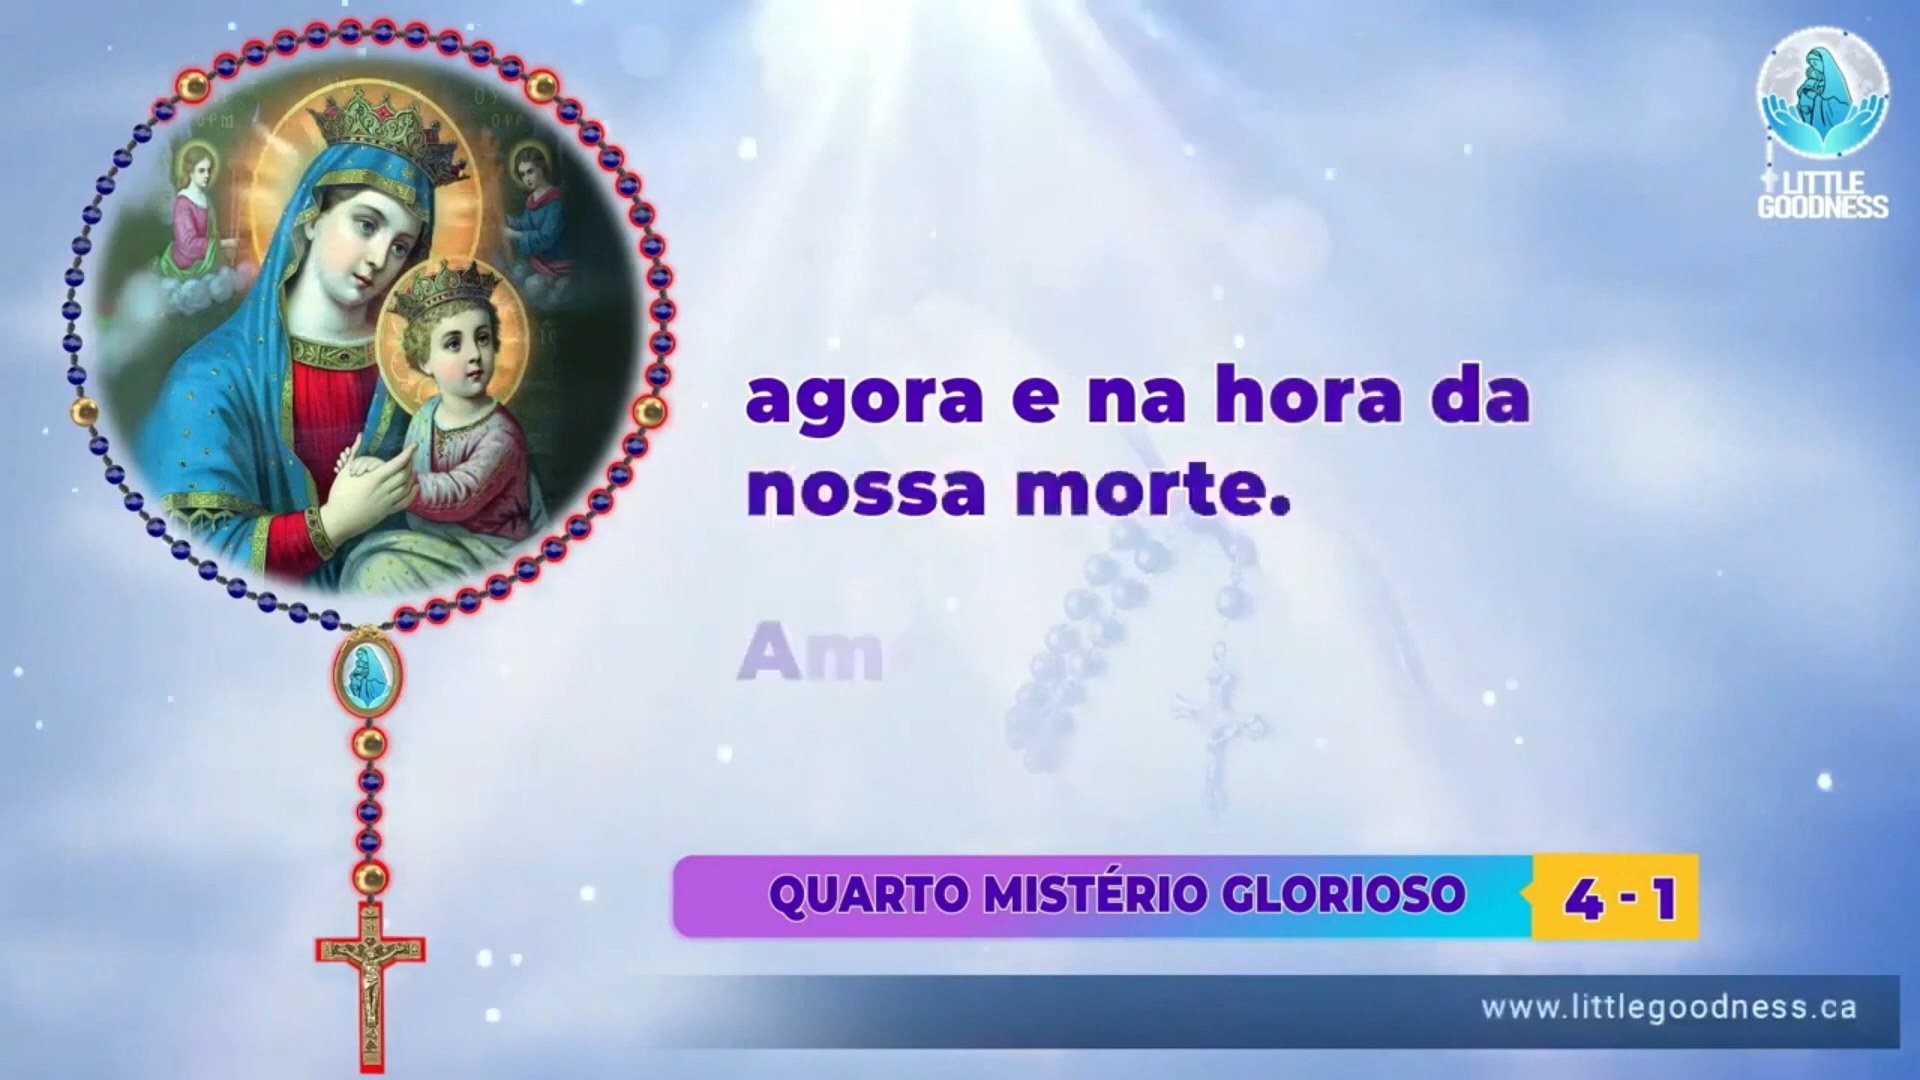 LITTLE
GOODNESS
agora e na hora da
nossa morte.
Am
QUARTO MISTÉRIO GLORIOSO
4 - 1
www.littlegoodness.ca